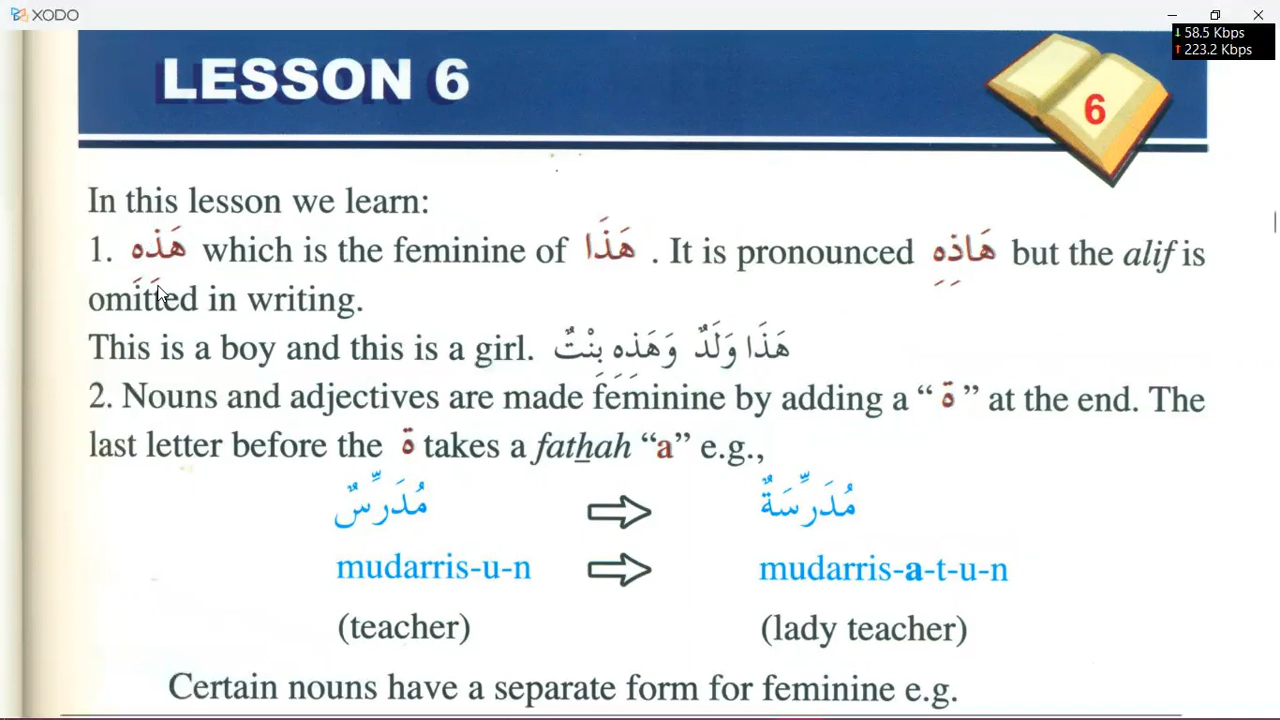 XODO
↓ 58.5 Kbps
↑ 223.2 Kbps
LESSON 6
6
In this lesson we learn:
1. هَذِهِ which is the feminine of هَذَا . It is pronounced هَاذِهِ but the alif is
omitted in writing.
This is a boy and this is a girl. هَذَا وَلَدٌ وَهَذِهِ بِنْتٌ
2. Nouns and adjectives are made feminine by adding a “ ة ” at the end. The
last letter before the ة takes a fathah “a” e.g.,
مُدَرِّسٌ ⇨ مُدَرِّسَةٌ
mudarris-u-n ⇨ mudarris-a-t-u-n
(teacher) (lady teacher)
Certain nouns have a separate form for feminine e.g.